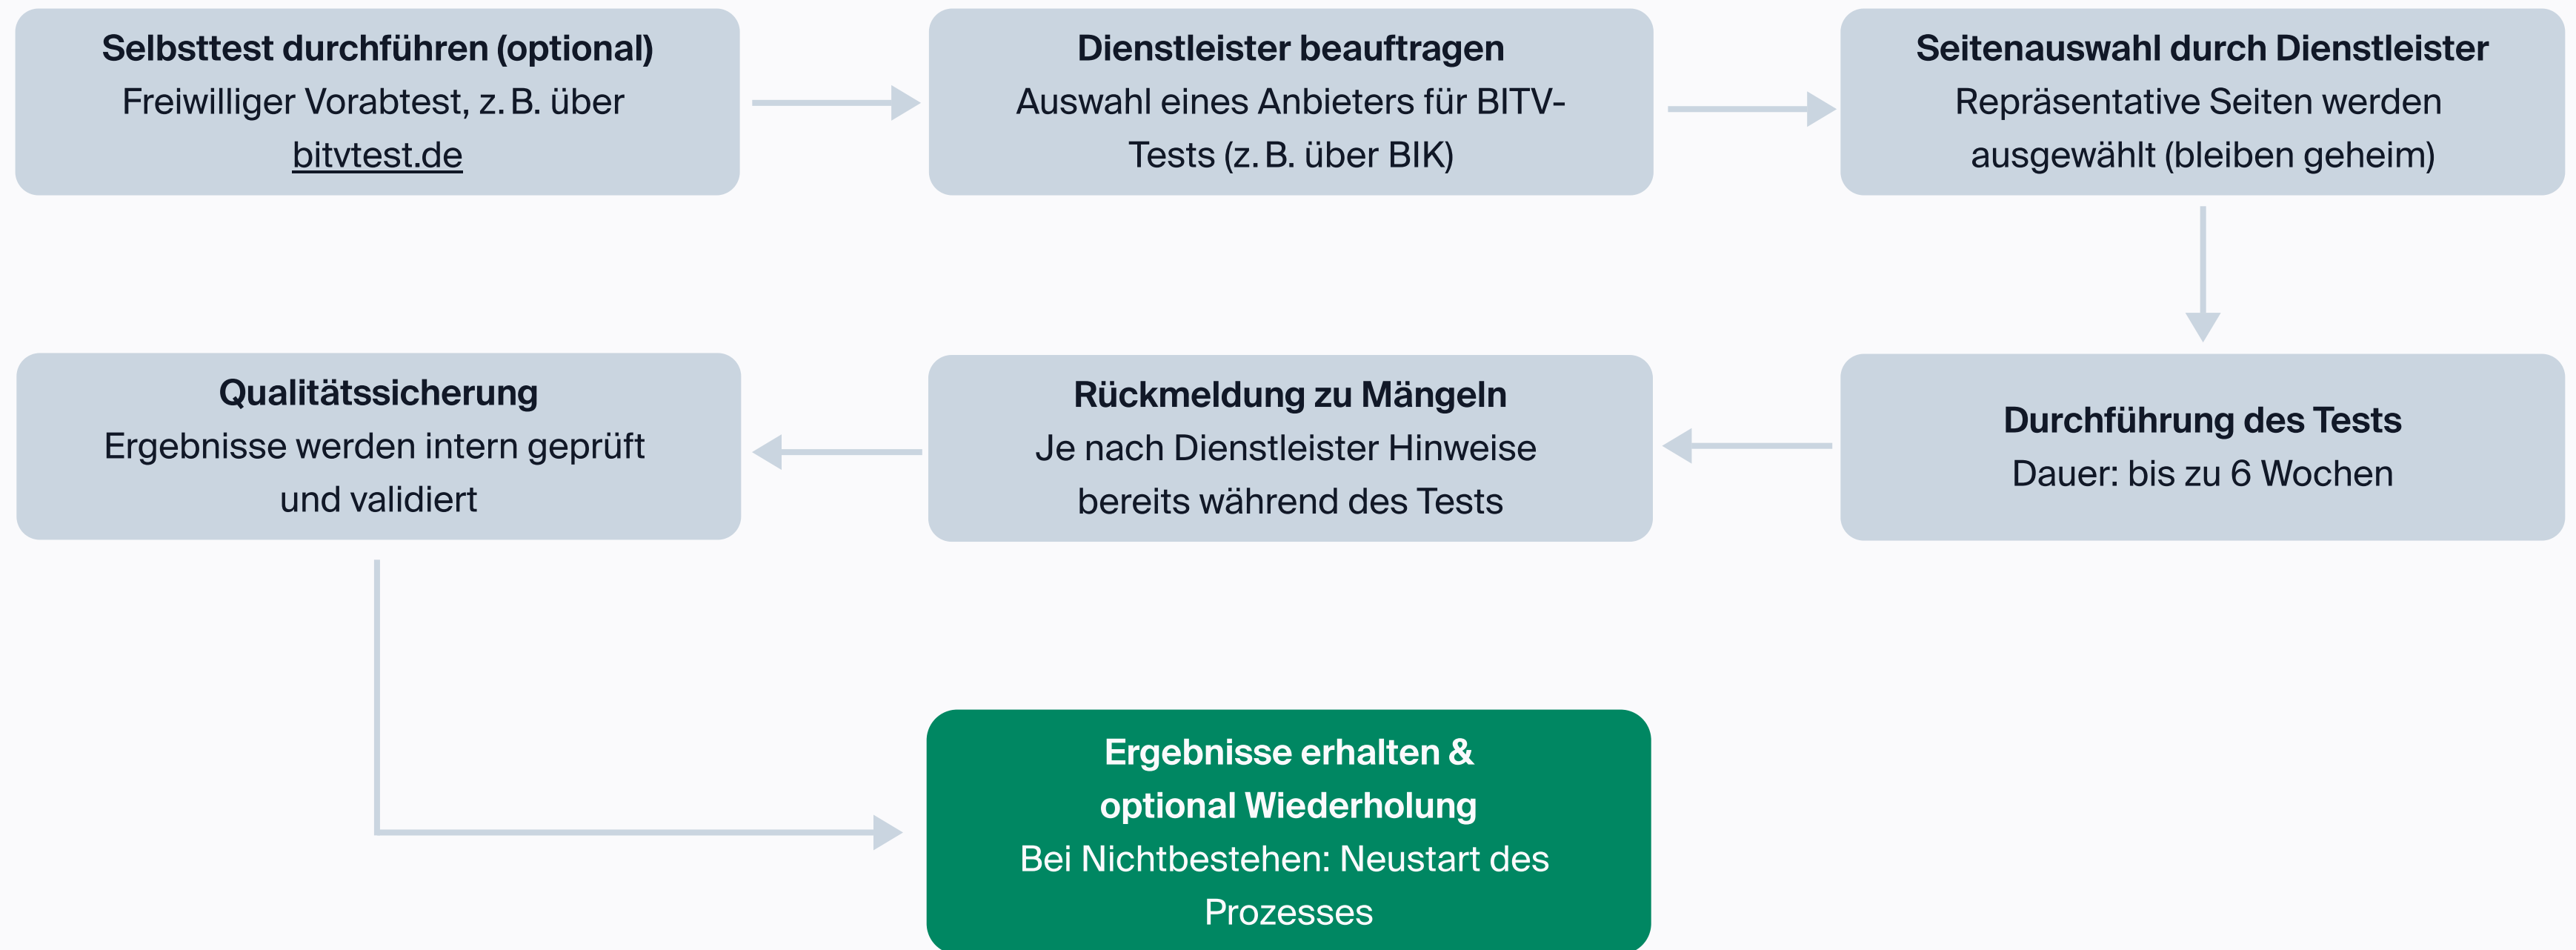 Selbsttest durchführen (optional)
Freiwilliger Vorabtest, z. B. über
bitvtest.de
Dienstleister beauftragen
Auswahl eines Anbieters für BITV-
Tests (z. B. über BIK)
Seitenauswahl durch Dienstleister
Repräsentative Seiten werden
ausgewählt (bleiben geheim)
Durchführung des Tests
Dauer: bis zu 6 Wochen
Rückmeldung zu Mängeln
Je nach Dienstleister Hinweise
bereits während des Tests
Qualitätssicherung
Ergebnisse werden intern geprüft
und validiert
Ergebnisse erhalten &
optional Wiederholung
Bei Nichtbestehen: Neustart des
Prozesses